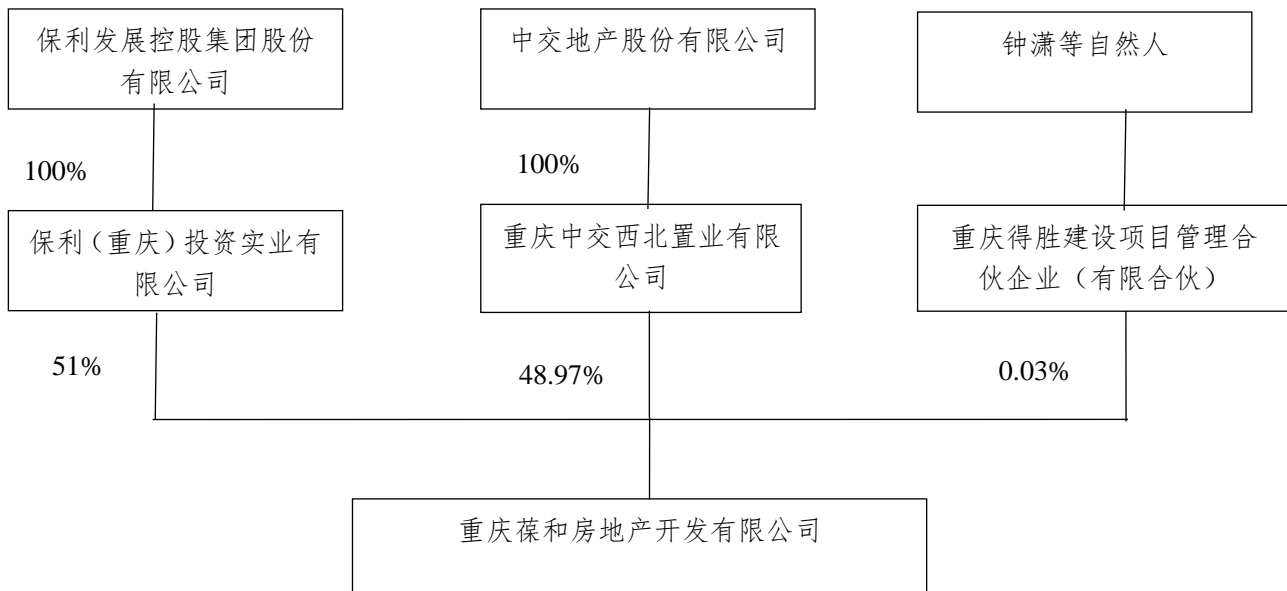 保利发展控股集团股份
有限公司
中交地产股份有限公司
钟潇等自然人
100%
100%
保利（重庆）投资实业有
限公司
重庆中交西北置业有限
公司
重庆得胜建设项目管理合
伙企业（有限合伙）
51%
48.97%
0.03%
重庆葆和房地产开发有限公司